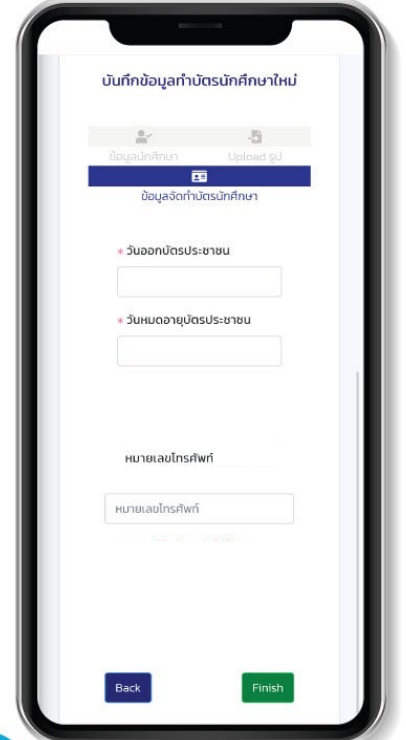 บันทึกข้อมูลทำบัตรนักศึกษาใหม่
ข้อมูลนักศึกษา
Upload รูป
ข้อมูลจัดทำบัตรนักศึกษา
* วันออกบัตรประชาชน
* วันหมดอายุบัตรประชาชน
หมายเลขโทรศัพท์
หมายเลขโทรศัพท์
Back
Finish